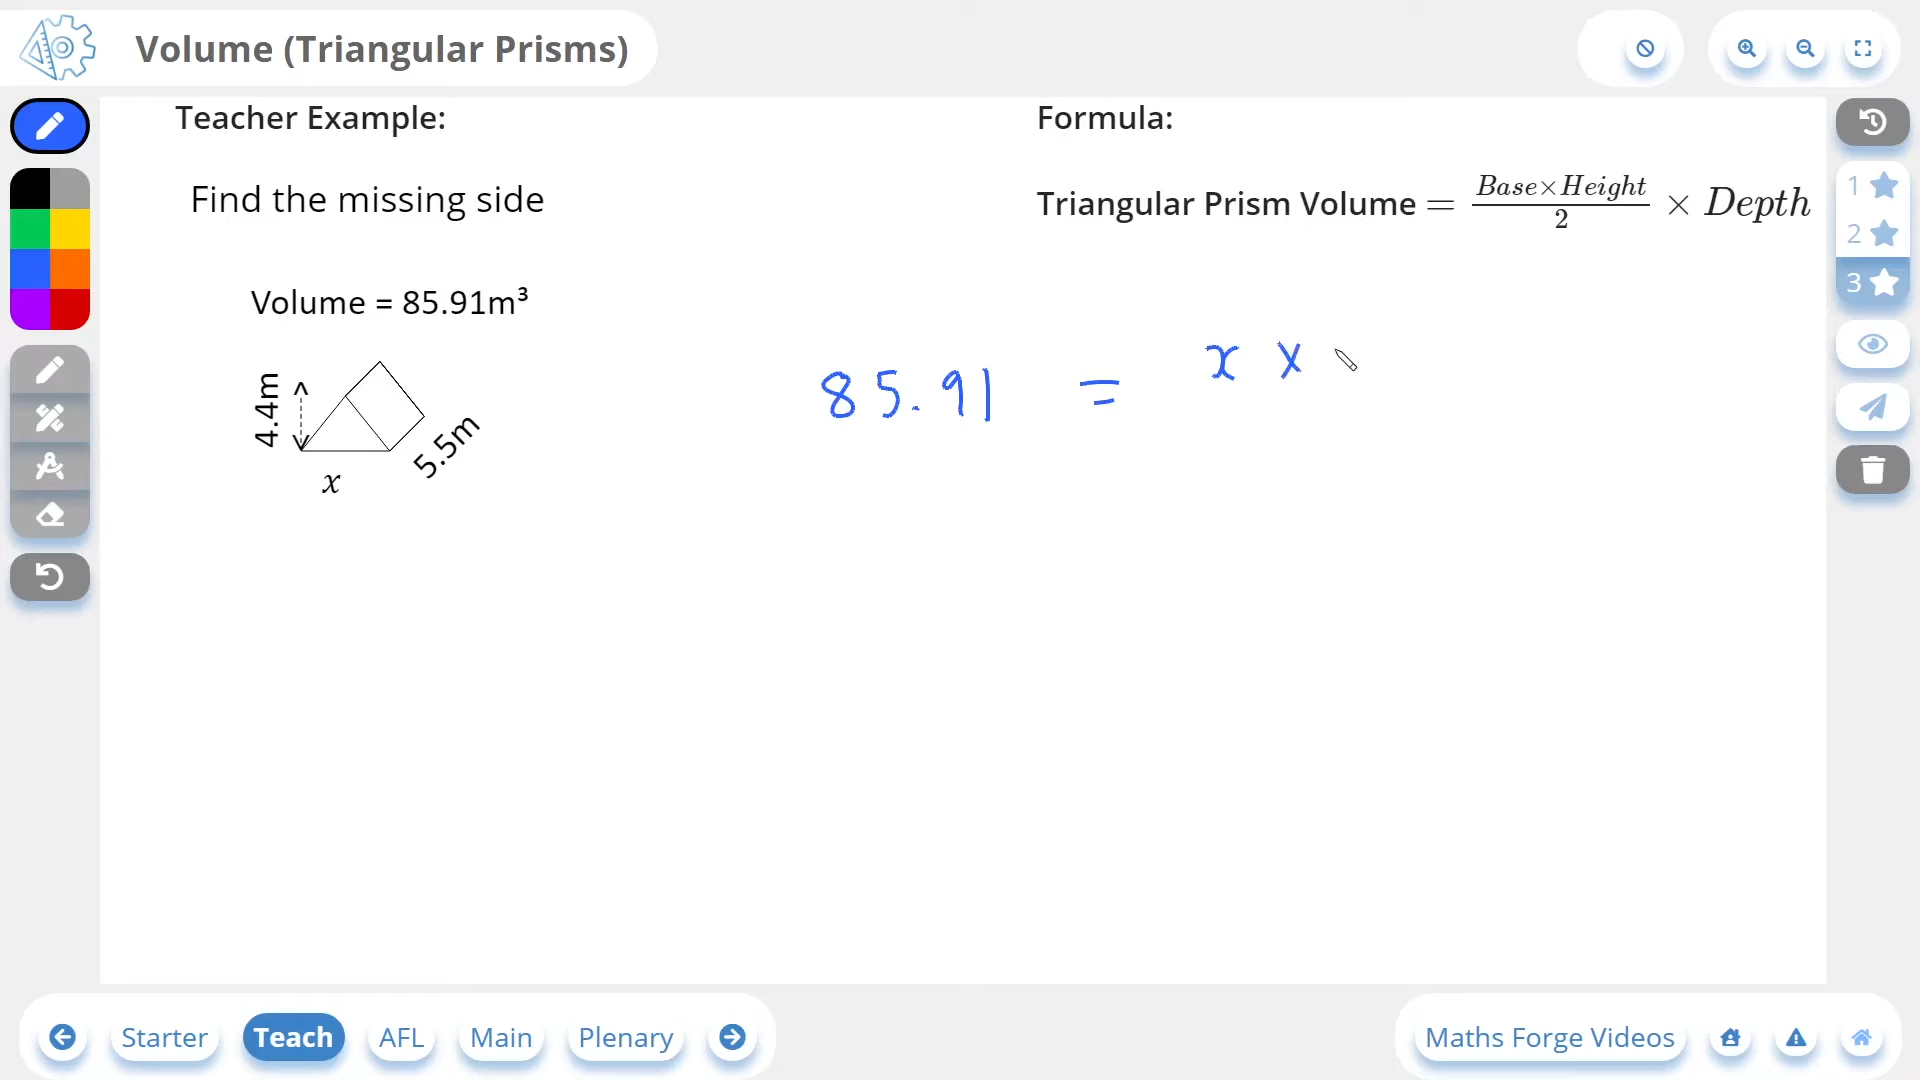 Volume (Triangular Prisms)
Teacher Example:
Formula:
Find the missing side
Triangular Prism Volume = Base×Height/2 × Depth
1
2
3
Volume = 85.91m³
4.4m
5.5m
x
85.91 = x ×
Starter
Teach
AFL
Main
Plenary
Maths Forge Videos